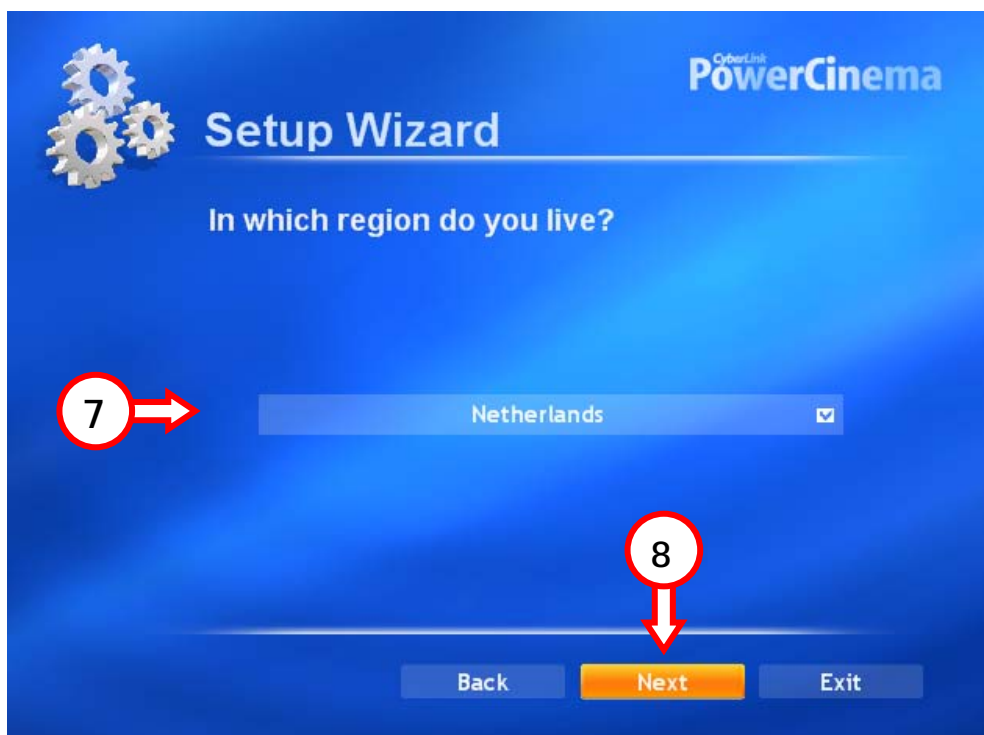 CyberLink
PowerCinema
Setup Wizard
In which region do you live?
7
Netherlands
8
Back Next Exit